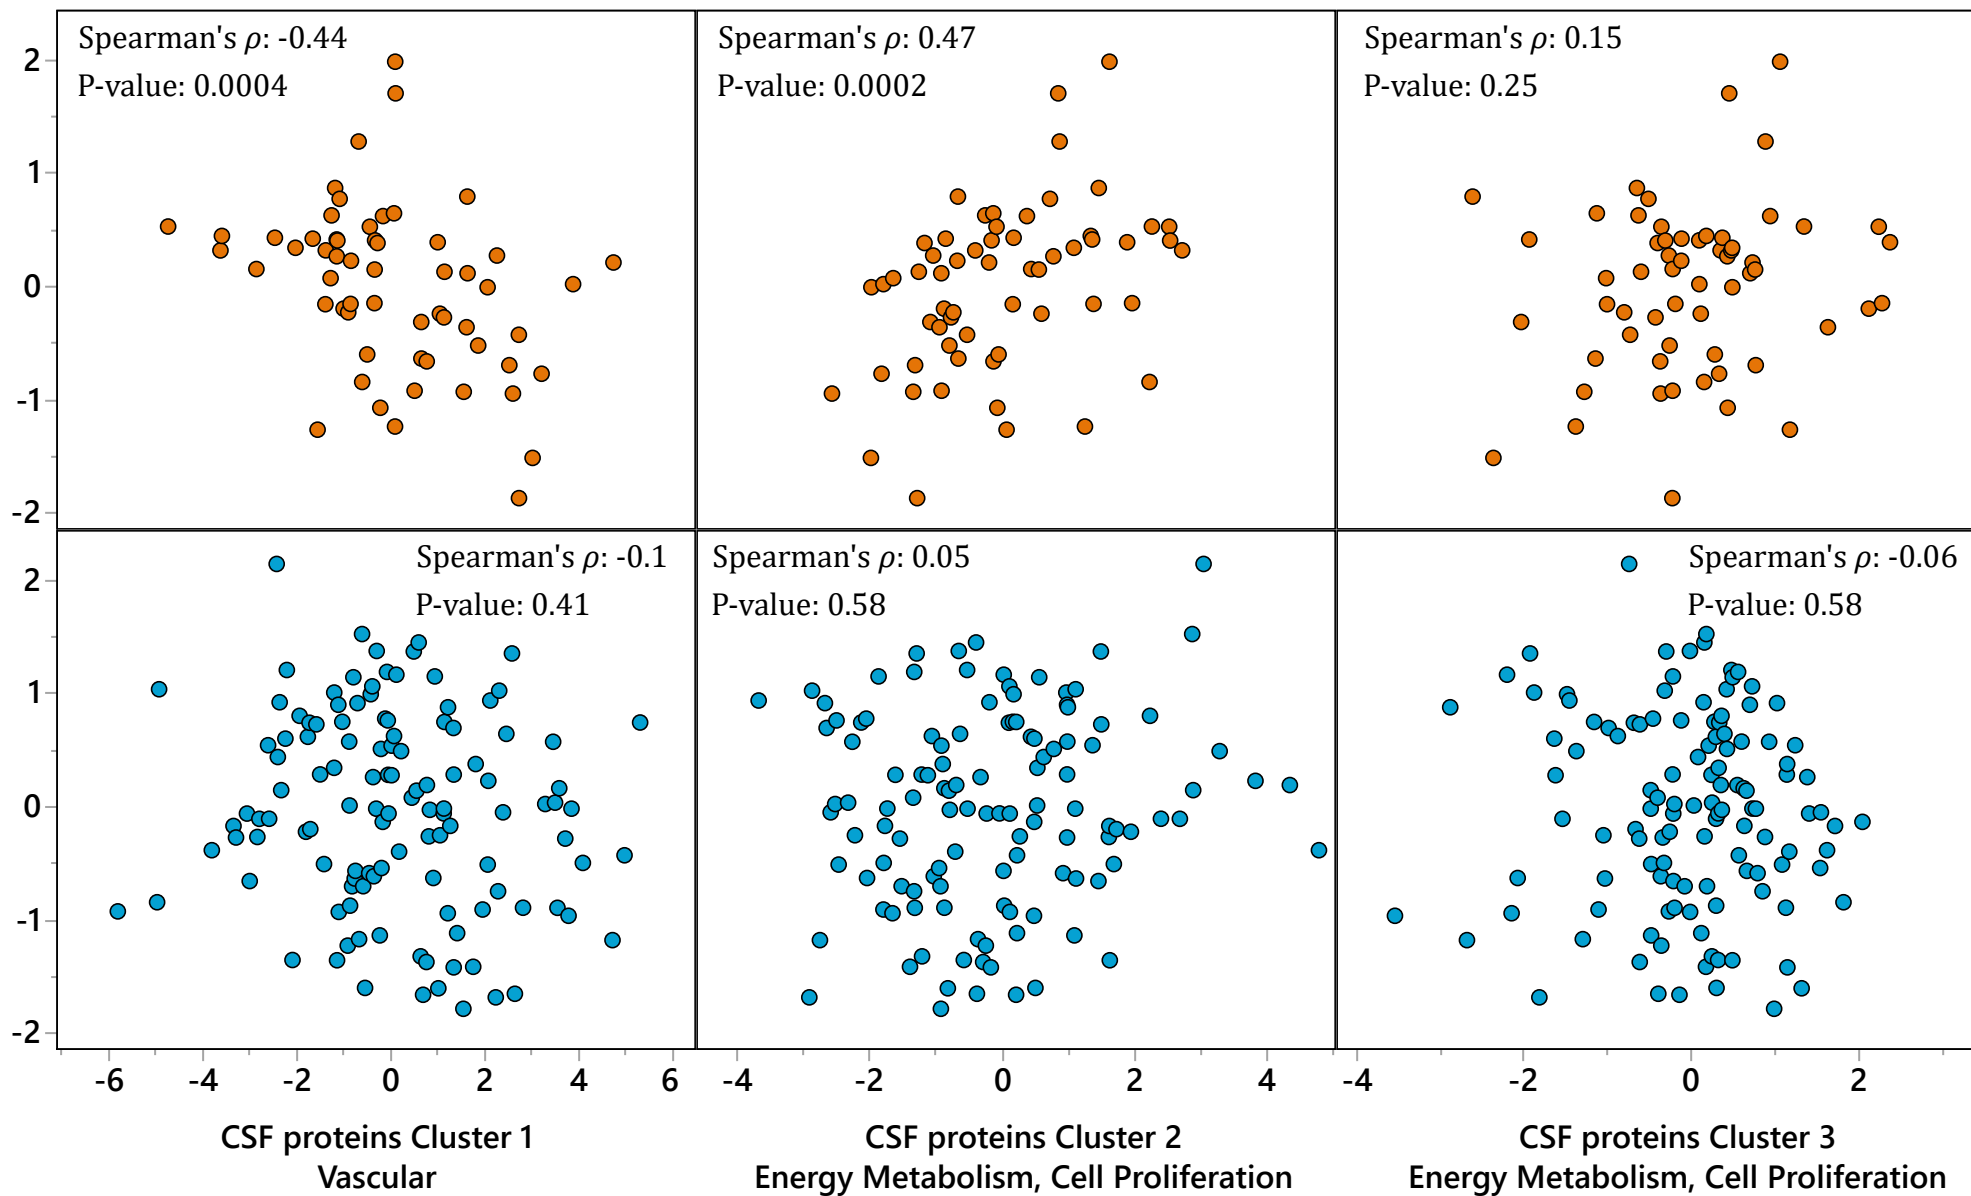 Spearman's ρ: -0.44
P-value: 0.0004
Spearman's ρ: 0.47
P-value: 0.0002
Spearman's ρ: 0.15
P-value: 0.25
2
1
0
-1
-2
Spearman's ρ: -0.1
P-value: 0.41
Spearman's ρ: 0.05
P-value: 0.58
Spearman's ρ: -0.06
P-value: 0.58
2
1
0
-1
-2
-6 -4 -2 0 2 4 6
-4 -2 0 2 4
-4 -2 0 2
CSF proteins Cluster 1
Vascular
CSF proteins Cluster 2
Energy Metabolism, Cell Proliferation
CSF proteins Cluster 3
Energy Metabolism, Cell Proliferation